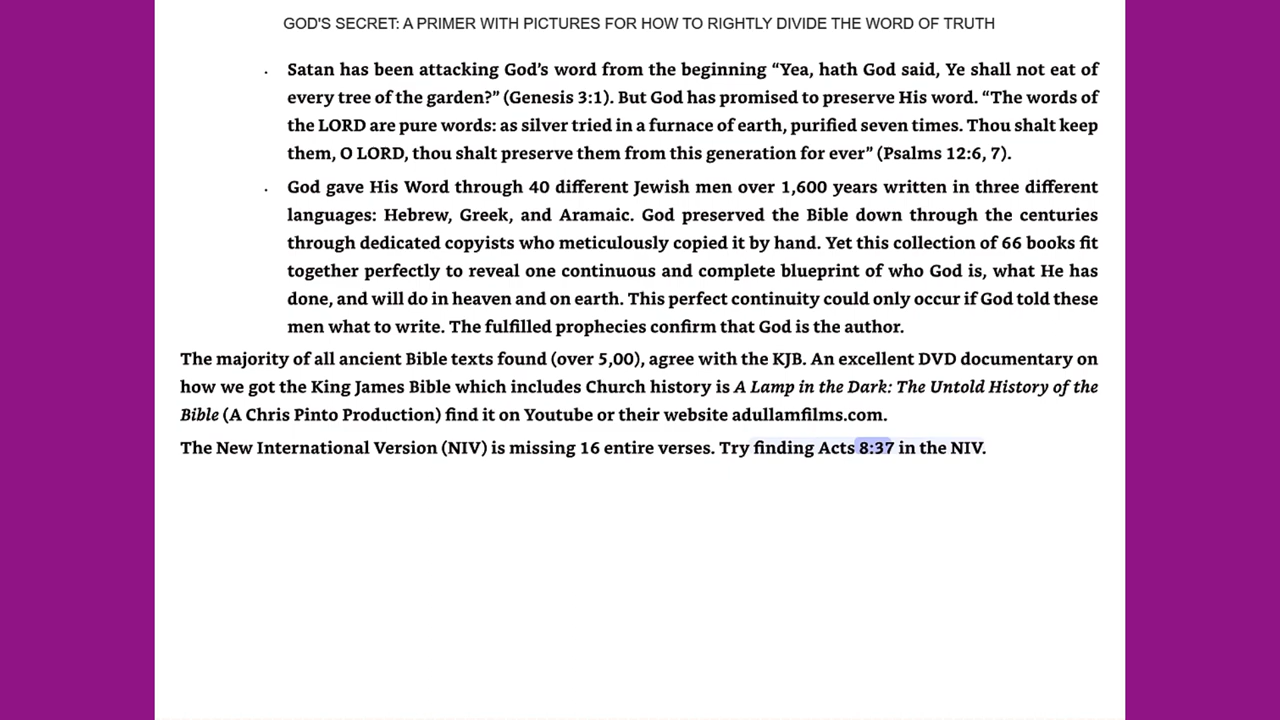 GOD'S SECRET: A PRIMER WITH PICTURES FOR HOW TO RIGHTLY DIVIDE THE WORD OF TRUTH
· Satan has been attacking God’s word from the beginning “Yea, hath God said, Ye shall not eat of
every tree of the garden?” (Genesis 3:1). But God has promised to preserve His word. “The words of
the LORD are pure words: as silver tried in a furnace of earth, purified seven times. Thou shalt keep
them, O LORD, thou shalt preserve them from this generation for ever” (Psalms 12:6, 7).
· God gave His Word through 40 different Jewish men over 1,600 years written in three different
languages: Hebrew, Greek, and Aramaic. God preserved the Bible down through the centuries
through dedicated copyists who meticulously copied it by hand. Yet this collection of 66 books fit
together perfectly to reveal one continuous and complete blueprint of who God is, what He has
done, and will do in heaven and on earth. This perfect continuity could only occur if God told these
men what to write. The fulfilled prophecies confirm that God is the author.
The majority of all ancient Bible texts found (over 5,00), agree with the KJB. An excellent DVD documentary on
how we got the King James Bible which includes Church history is A Lamp in the Dark: The Untold History of the
Bible (A Chris Pinto Production) find it on Youtube or their website adullamfilms.com.
The New International Version (NIV) is missing 16 entire verses. Try finding Acts 8:37 in the NIV.